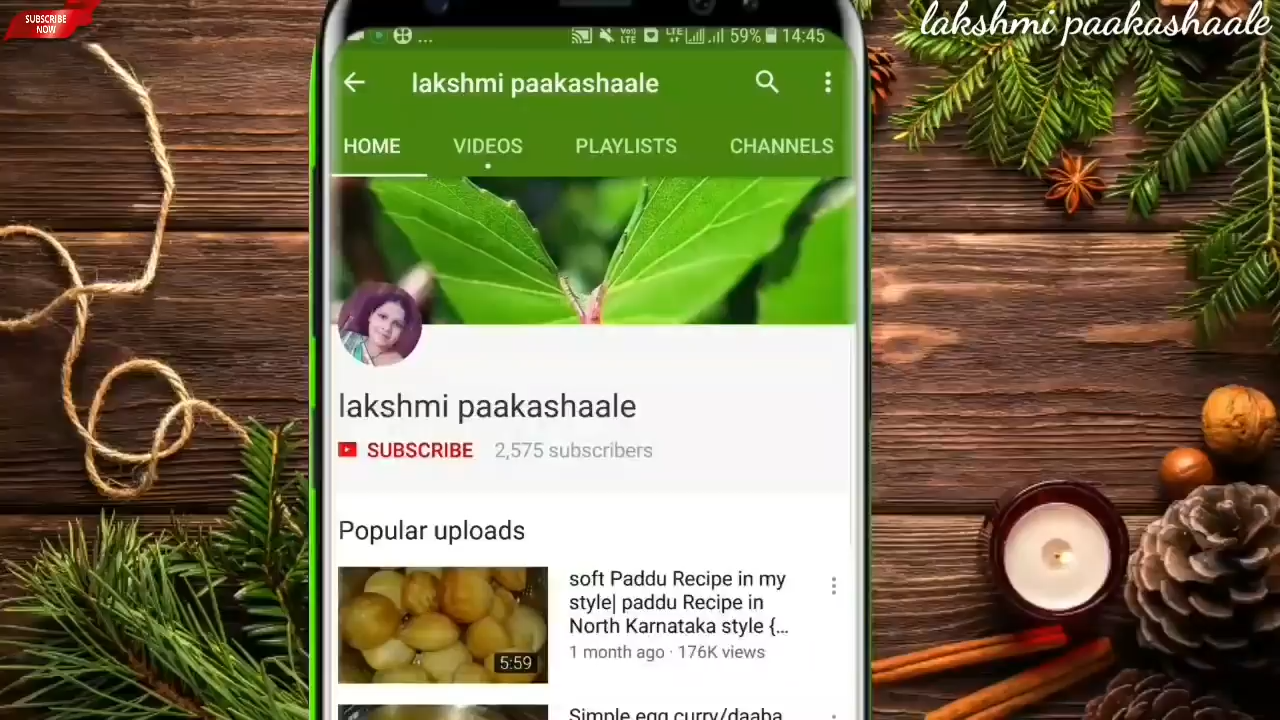 SUBSCRIBE
NOW
lakshmi paakashaale
... VoLTE LTE 59% 14:45
lakshmi paakashaale
HOME VIDEOS PLAYLISTS CHANNELS
lakshmi paakashaale
SUBSCRIBE 2,575 subscribers
Popular uploads
soft Paddu Recipe in my
style| paddu Recipe in
North Karnataka style {...
5:59
1 month ago · 176K views
Simple egg curry/daaba